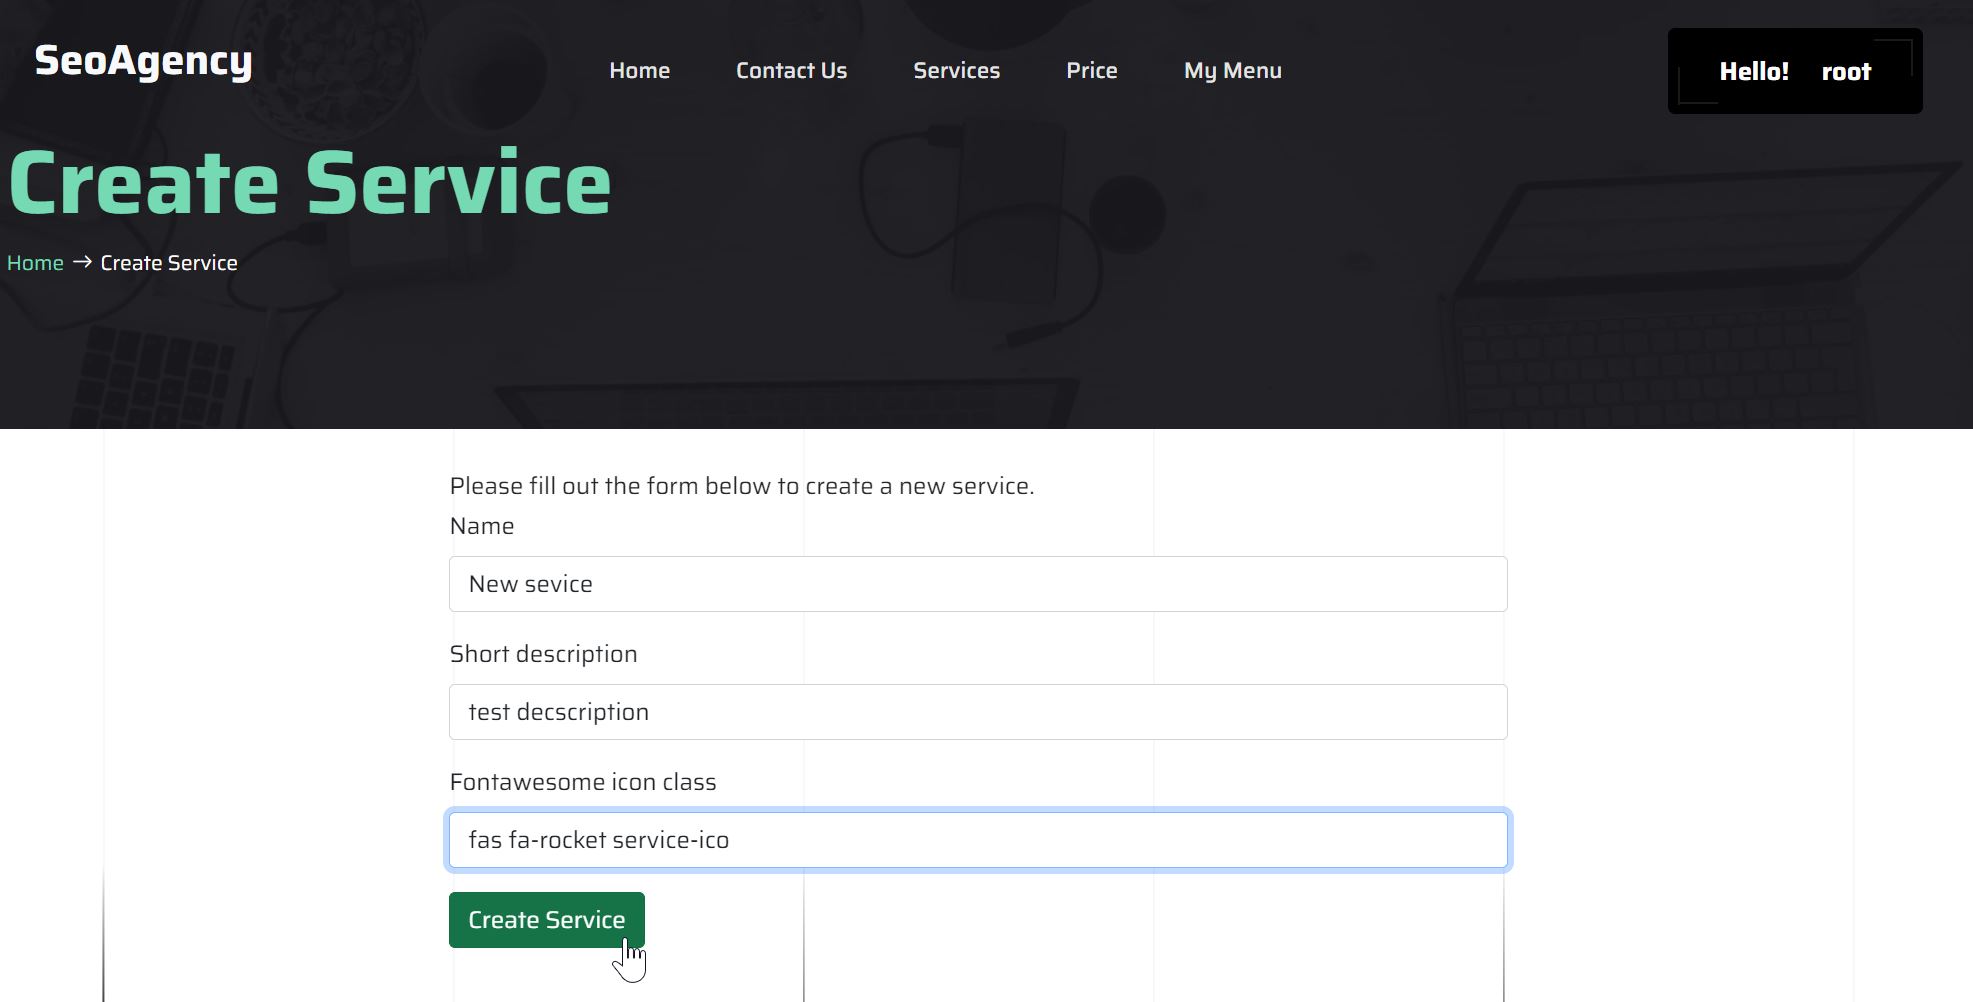 SeoAgency
Home Contact Us Services Price My Menu
Hello! root
Create Service
Home → Create Service
Please fill out the form below to create a new service.
Name
New sevice
Short description
test decscription
Fontawesome icon class
fas fa-rocket service-ico
Create Service